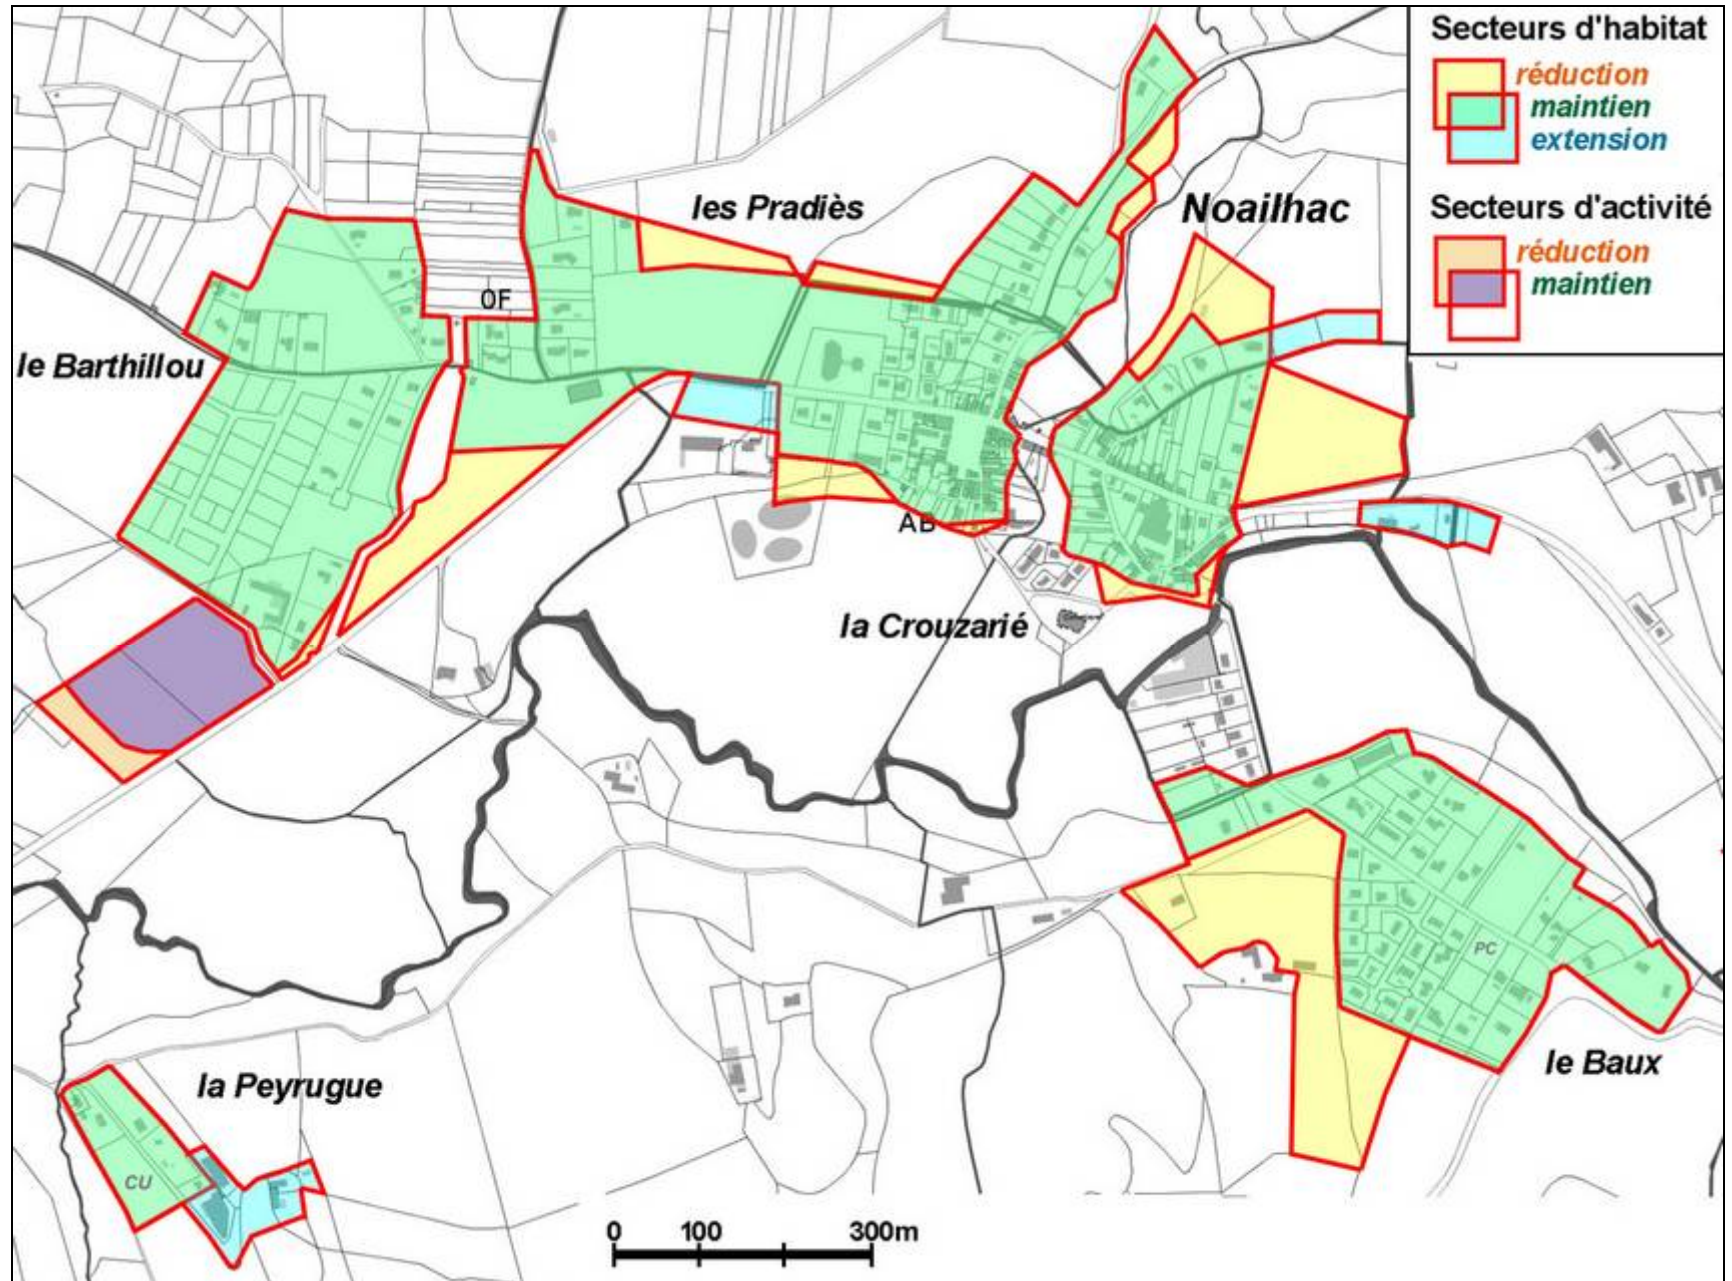 Secteurs d'habitat
réduction
maintien
extension
Secteurs d'activité
réduction
maintien
les Pradiès
Noailhac
0F
le Barthillou
AB
la Crouzarié
PC
le Baux
la Peyrugue
CU
0 100 300m